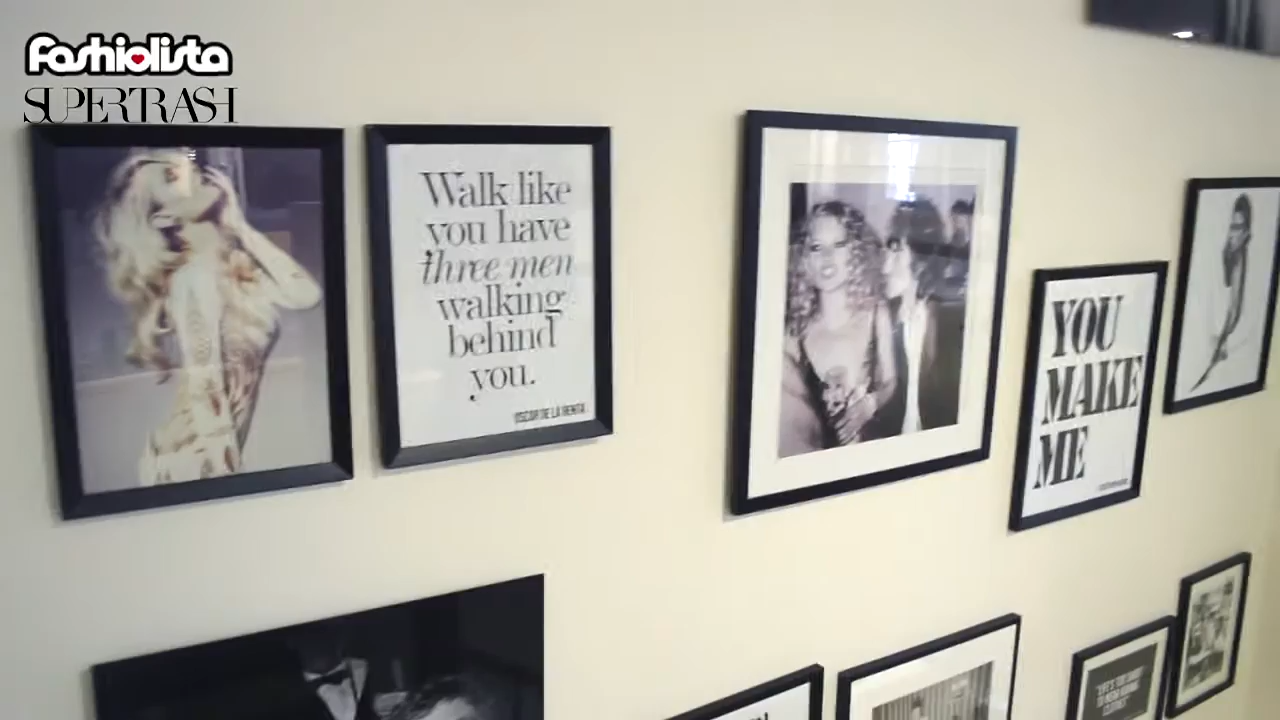 Fashiolista
SUPERTRASH
Walk like
you have
three men
walking
behind
you.
OSCAR DE LA RENTA
YOU
MAKE
ME